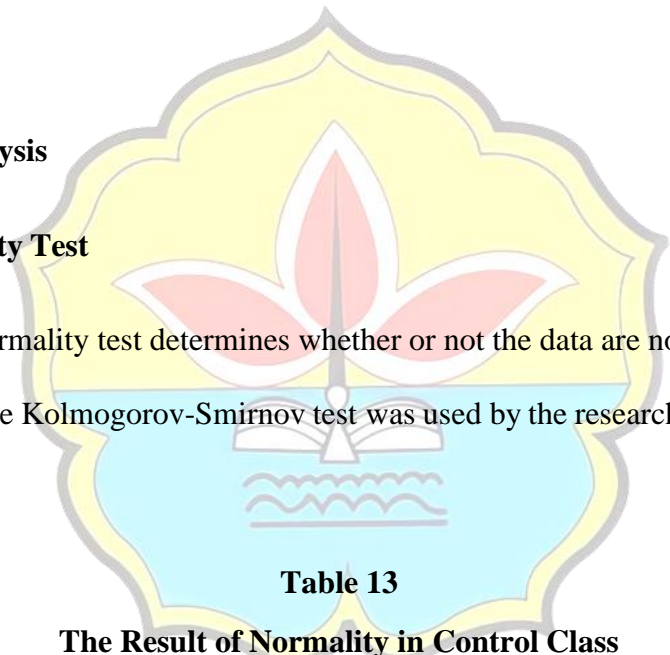 ysis
ty Test
rmality test determines whether or not the data are no
e Kolmogorov-Smirnov test was used by the research
Table 13
The Result of Normality in Control Class